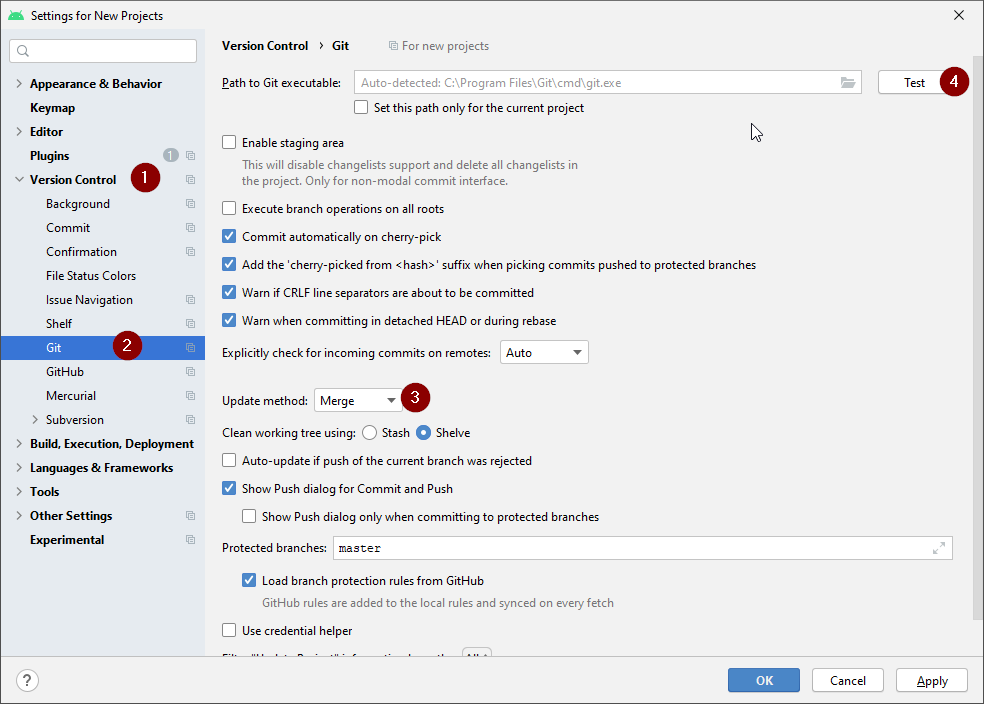 Settings for New Projects
Appearance & Behavior
Keymap
Editor
Plugins 1
Version Control 1
Background
Commit
Confirmation
File Status Colors
Issue Navigation
Shelf
Git 2
GitHub
Mercurial
Subversion
Build, Execution, Deployment
Languages & Frameworks
Tools
Other Settings
Experimental
Version Control › Git For new projects
Path to Git executable: Auto-detected: C:\Program Files\Git\cmd\git.exe Test 4
Set this path only for the current project
Enable staging area
This will disable changelists support and delete all changelists in
the project. Only for non-modal commit interface.
Execute branch operations on all roots
Commit automatically on cherry-pick
Add the 'cherry-picked from <hash>' suffix when picking commits pushed to protected branches
Warn if CRLF line separators are about to be committed
Warn when committing in detached HEAD or during rebase
Explicitly check for incoming commits on remotes: Auto
Update method: Merge 3
Clean working tree using: Stash Shelve
Auto-update if push of the current branch was rejected
Show Push dialog for Commit and Push
Show Push dialog only when committing to protected branches
Protected branches: master
Load branch protection rules from GitHub
GitHub rules are added to the local rules and synced on every fetch
Use credential helper
? OK Cancel Apply